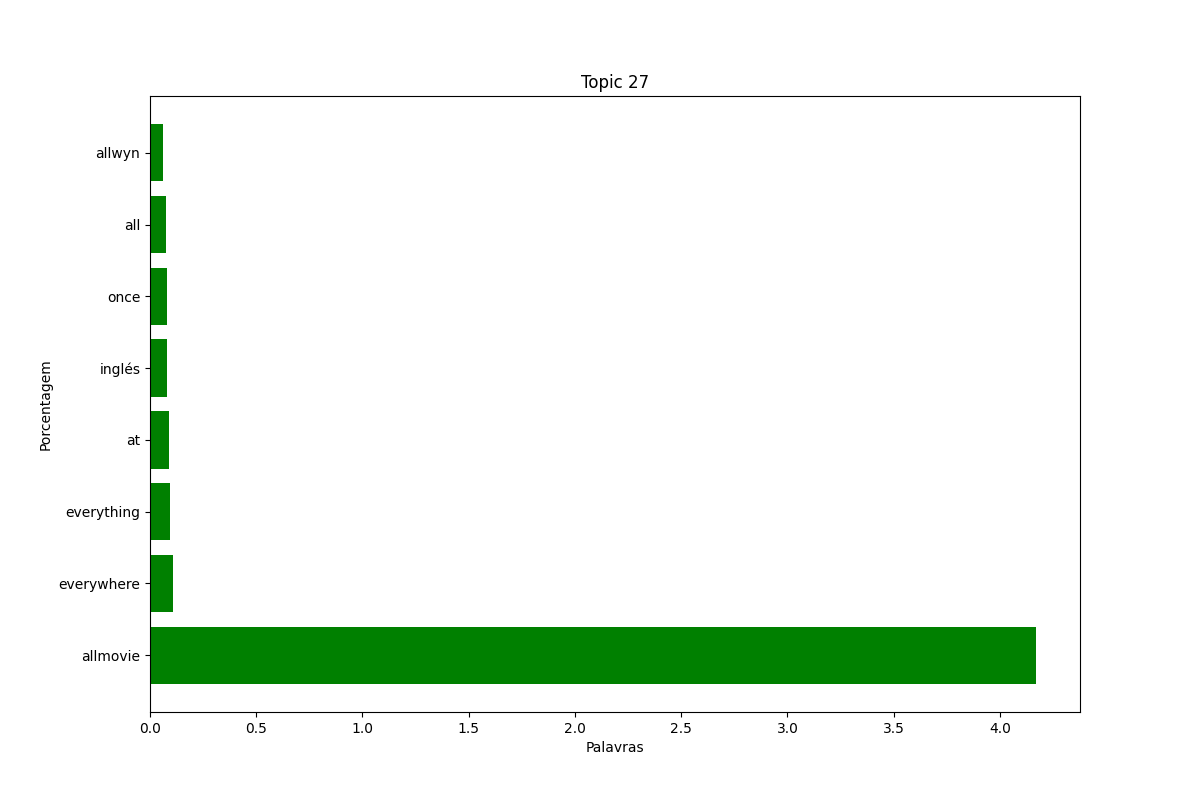 Topic 27
allwyn
all
once
inglés
at
everything
everywhere
allmovie
Porcentagem
0.0 0.5 1.0 1.5 2.0 2.5 3.0 3.5 4.0
Palavras